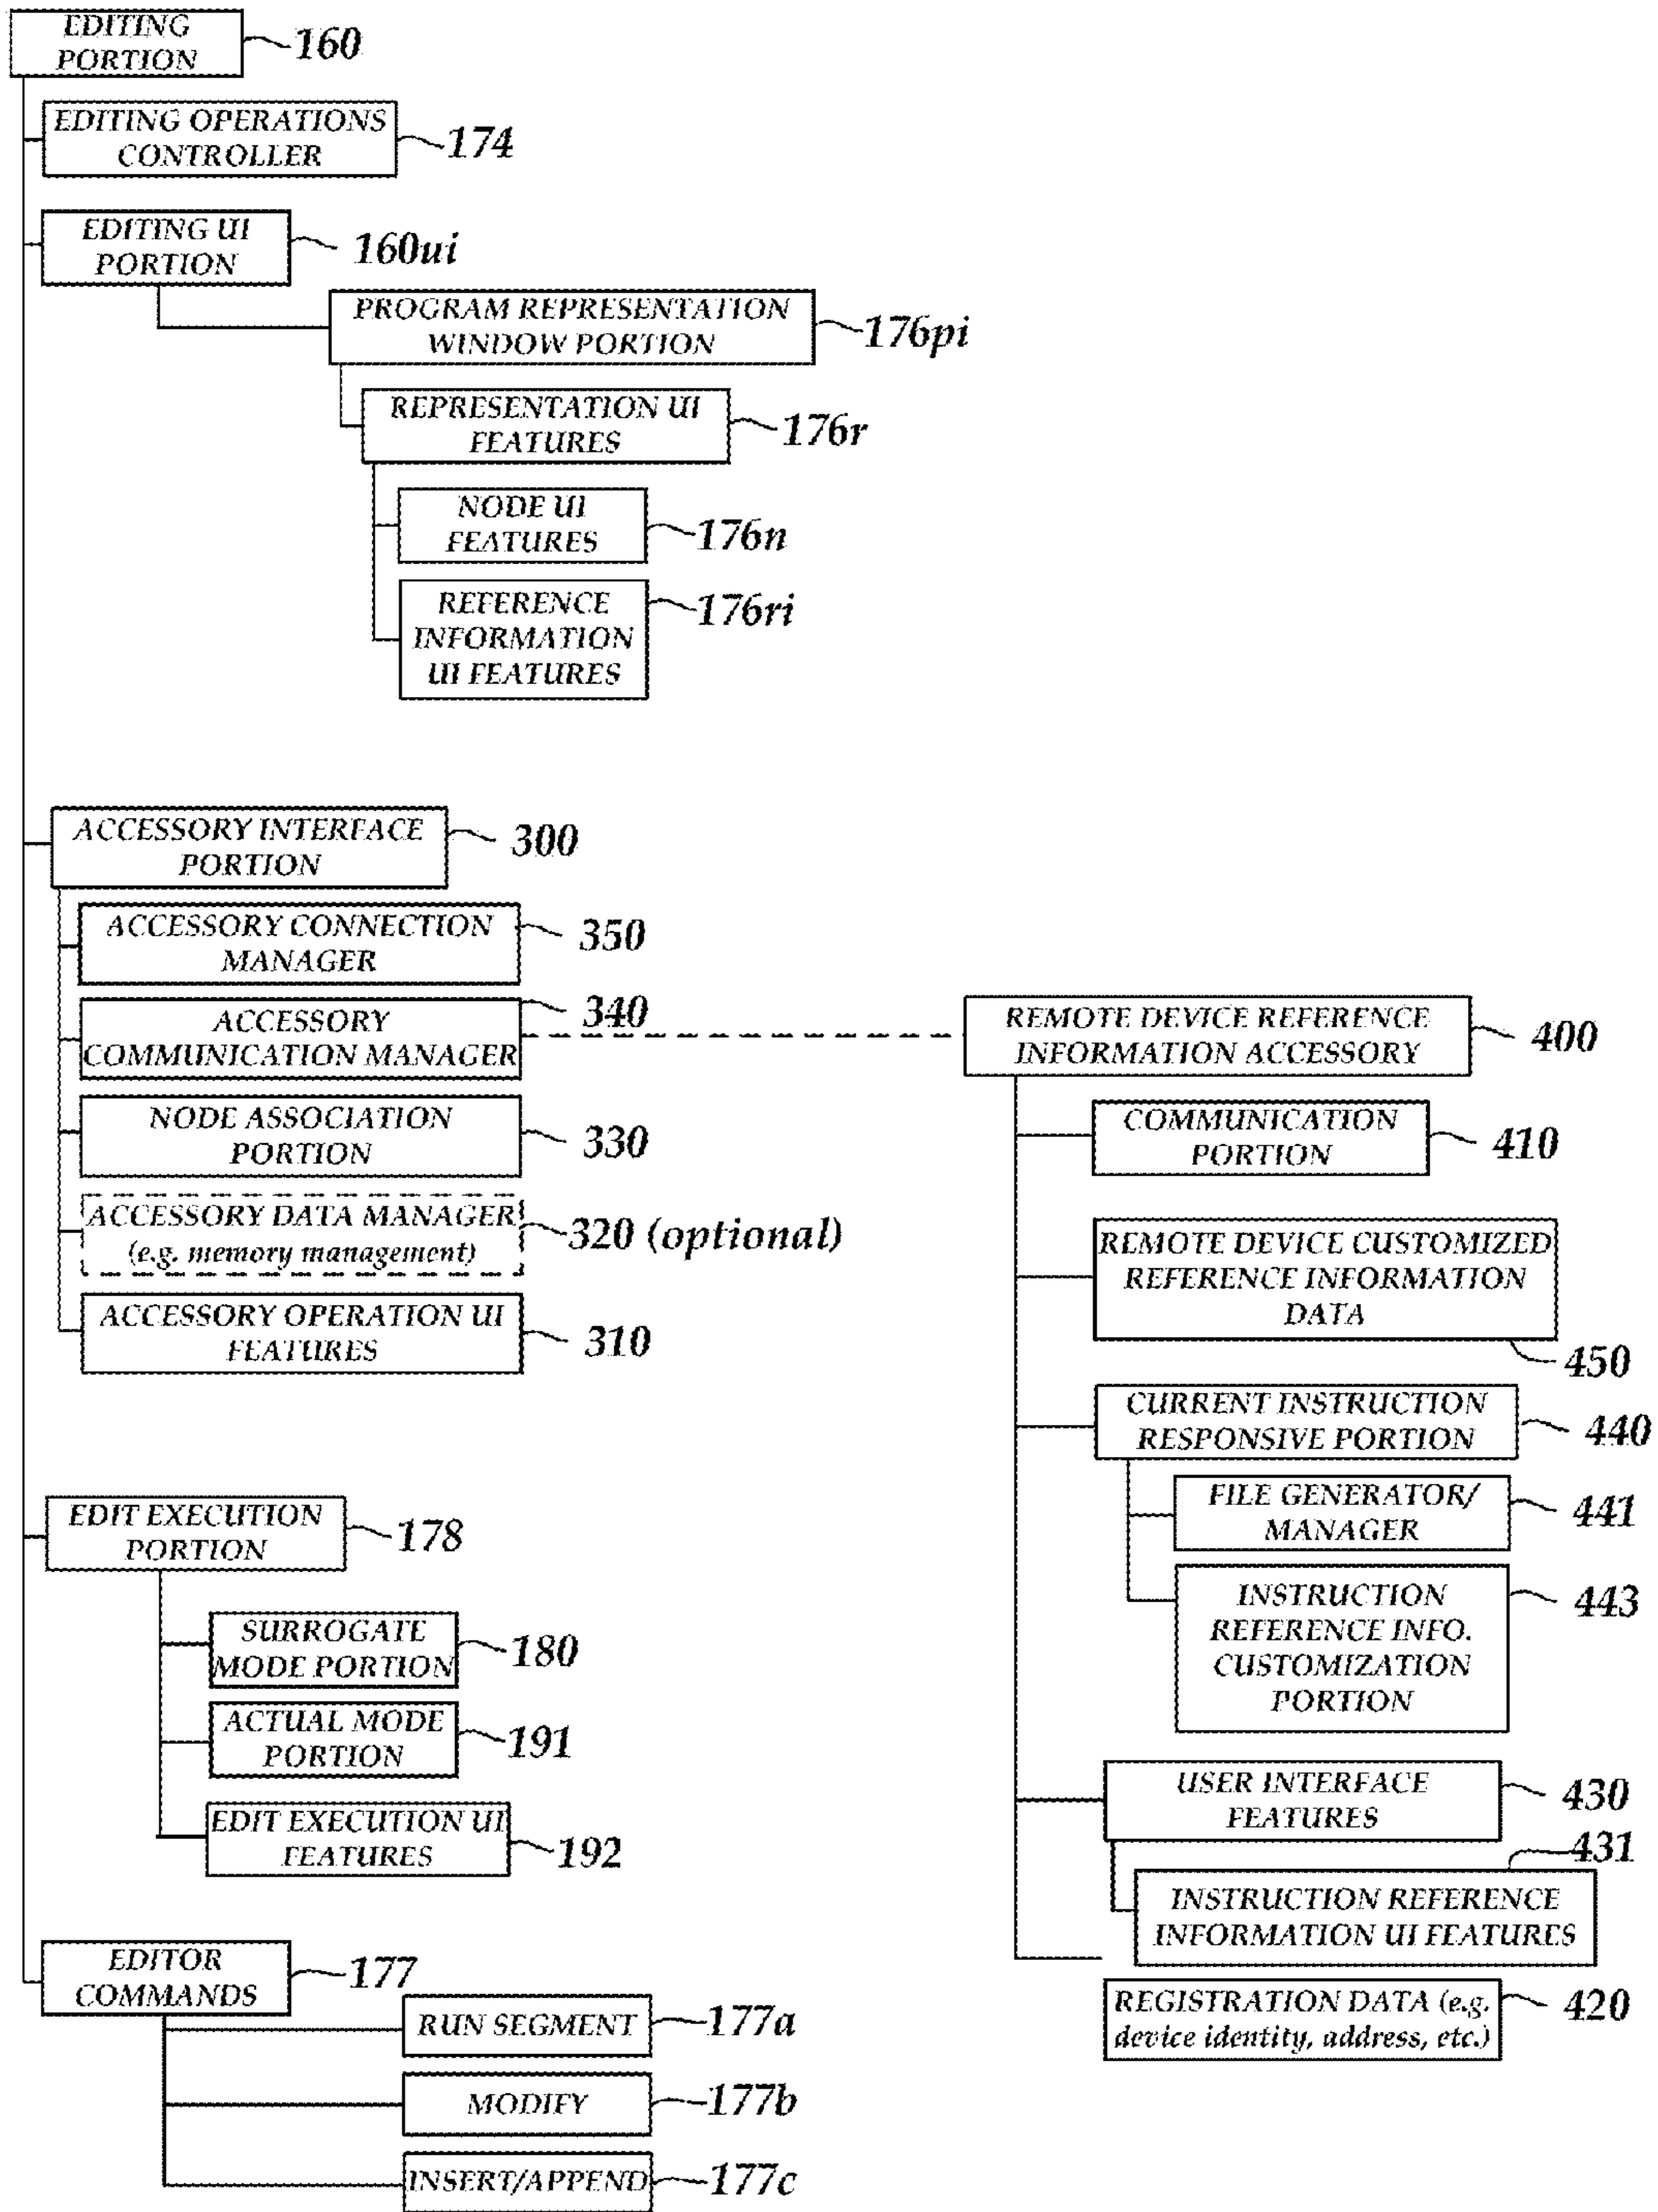 EDITING
PORTION
160
EDITING OPERATIONS
CONTROLLER
174
EDITING UI
PORTION
160ui
PROGRAM REPRESENTATION
WINDOW PORTION
176pi
REPRESENTATION UI
FEATURES
176r
NODE UI
FEATURES
176n
REFERENCE
INFORMATION
UI FEATURES
176ri
ACCESSORY INTERFACE
PORTION
300
ACCESSORY CONNECTION
MANAGER
350
ACCESSORY
COMMUNICATION MANAGER
340
NODE ASSOCIATION
PORTION
330
ACCESSORY DATA MANAGER
(e.g. memory management)
320 (optional)
ACCESSORY OPERATION UI
FEATURES
310
EDIT EXECUTION
PORTION
178
SURROGATE
MODE PORTION
180
ACTUAL MODE
PORTION
191
EDIT EXECUTION UI
FEATURES
192
EDITOR
COMMANDS
177
RUN SEGMENT
177a
MODIFY
177b
INSERT/APPEND
177c
REMOTE DEVICE REFERENCE
INFORMATION ACCESSORY
400
COMMUNICATION
PORTION
410
REMOTE DEVICE CUSTOMIZED
REFERENCE INFORMATION
DATA
450
CURRENT INSTRUCTION
RESPONSIVE PORTION
440
FILE GENERATOR/
MANAGER
441
INSTRUCTION
REFERENCE INFO.
CUSTOMIZATION
PORTION
443
USER INTERFACE
FEATURES
430
431
INSTRUCTION REFERENCE
INFORMATION UI FEATURES
REGISTRATION DATA (e.g.
device identity, address, etc.)
420